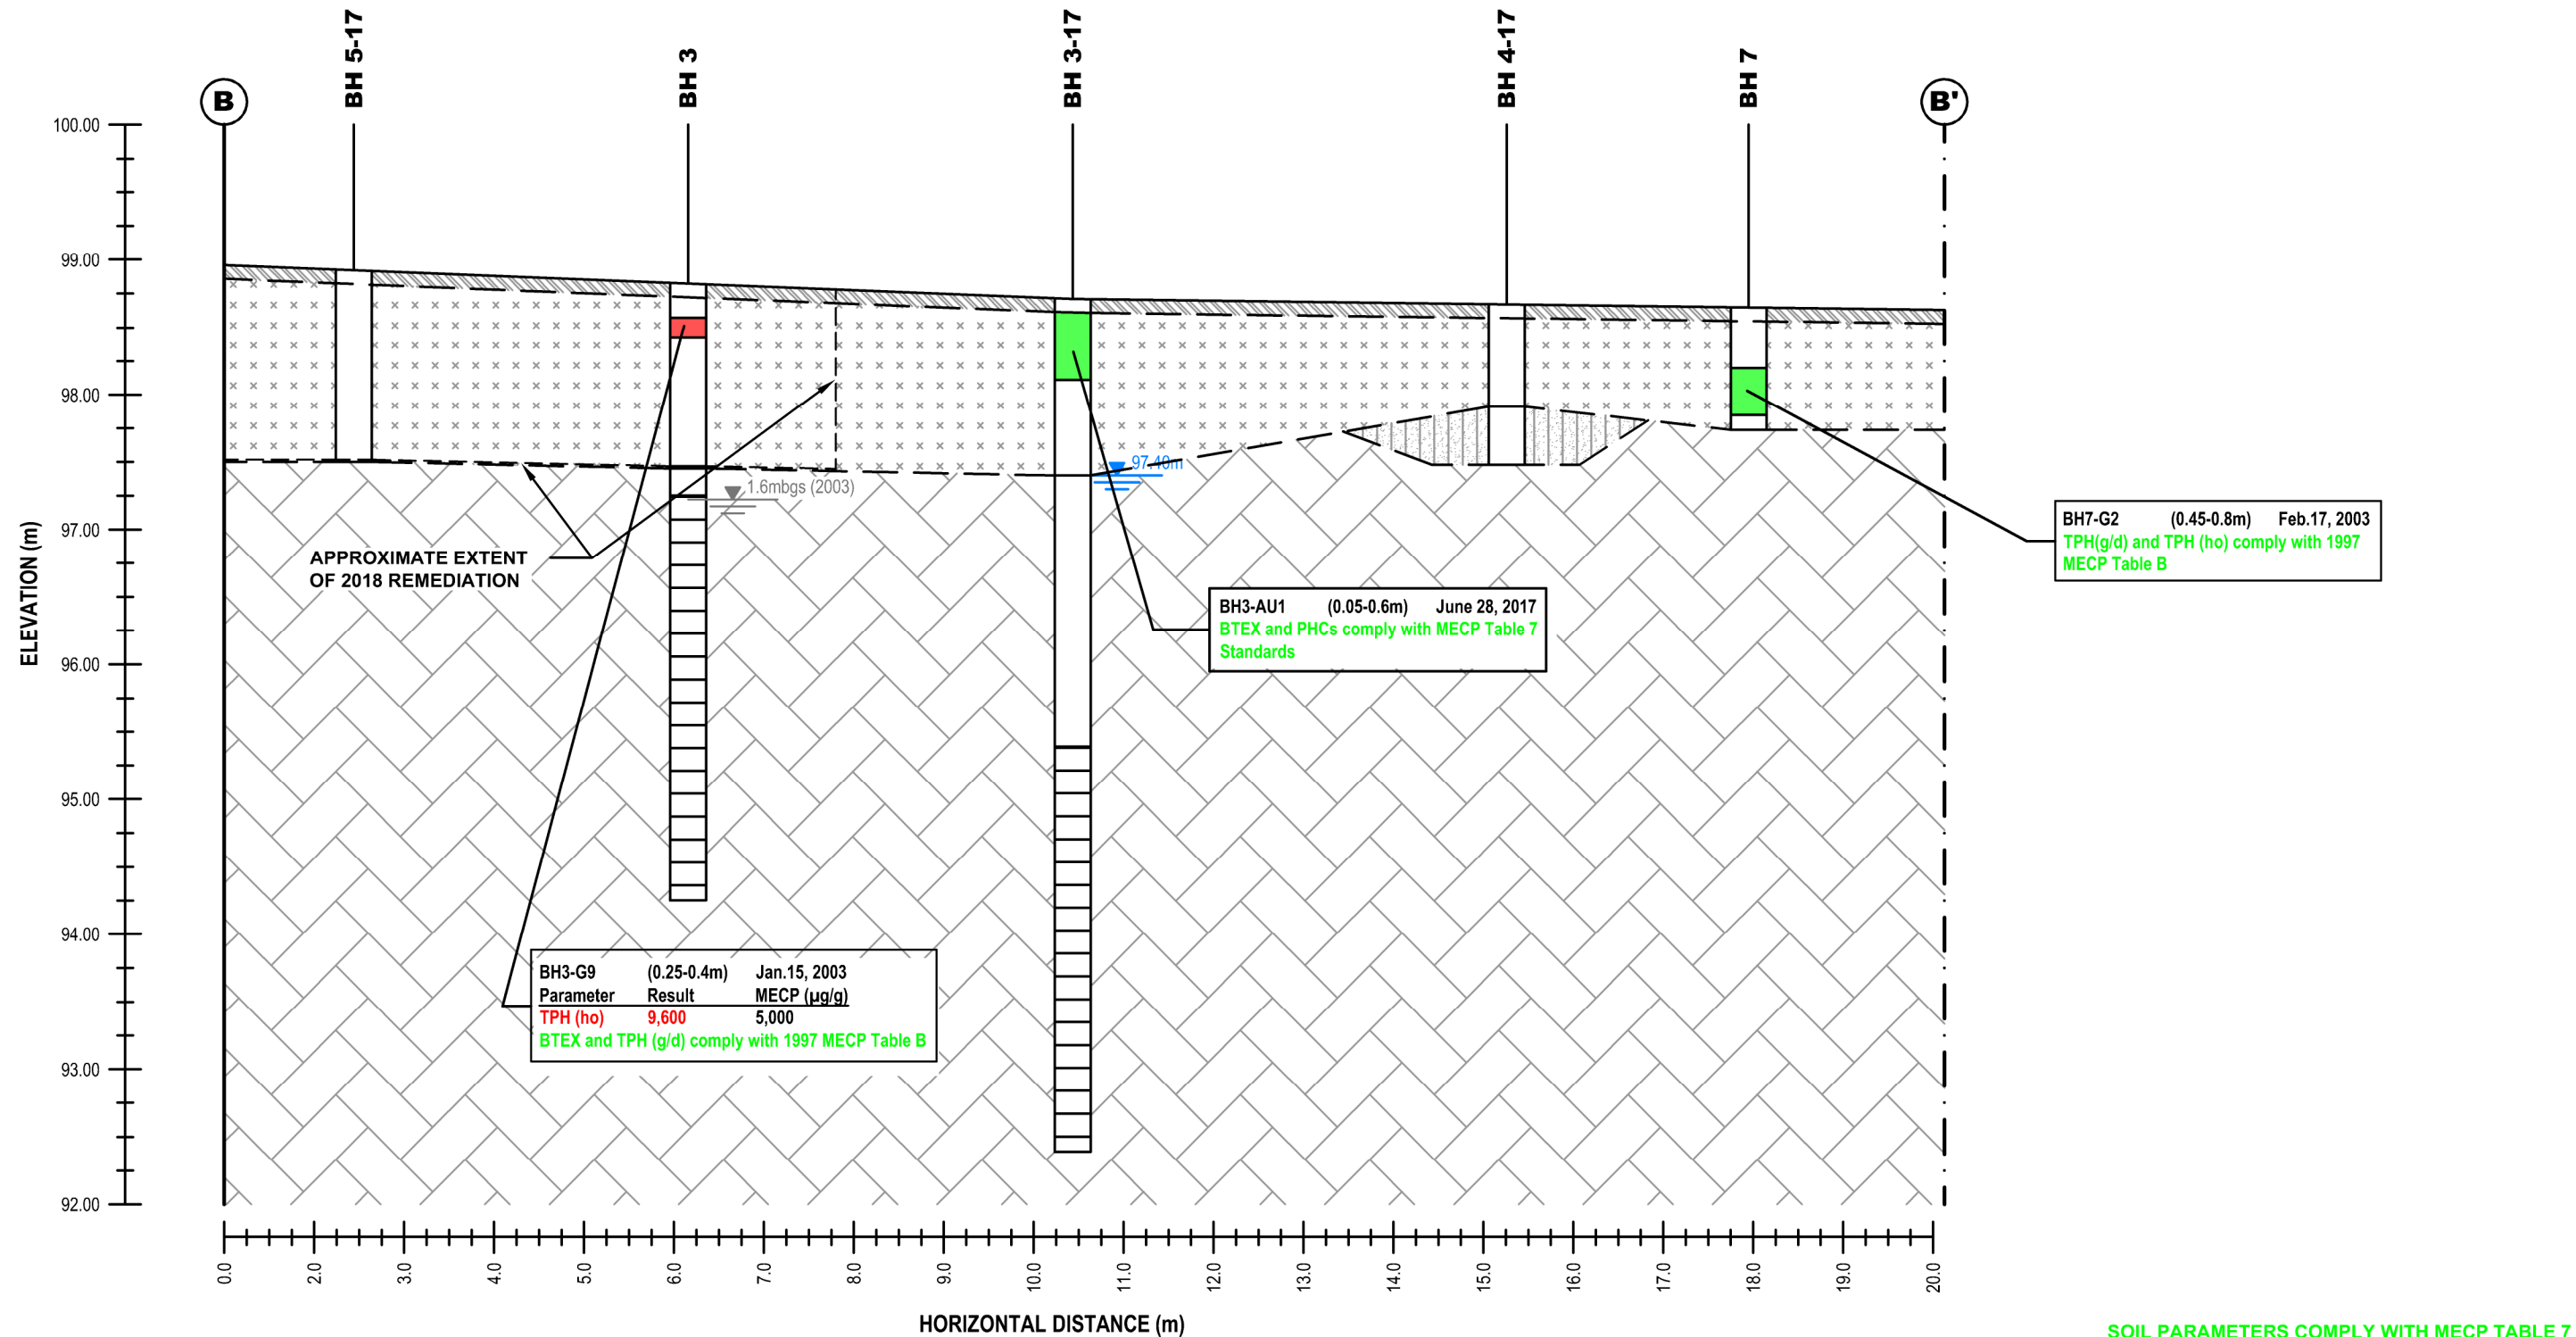 BH 5-17
BH 3
BH 3-17
BH 4-17
BH 7
B
B'
100.00
99.00
98.00
97.00
96.00
95.00
94.00
93.00
92.00
ELEVATION (m)
97.40m
1.6mbgs (2003)
APPROXIMATE EXTENT
OF 2018 REMEDIATION
BH7-G2 (0.45-0.8m) Feb.17, 2003
TPH(g/d) and TPH (ho) comply with 1997
MECP Table B
BH3-AU1 (0.05-0.6m) June 28, 2017
BTEX and PHCs comply with MECP Table 7
Standards
BH3-G9 (0.25-0.4m) Jan.15, 2003
Parameter Result MECP (µg/g)
TPH (ho) 9,600 5,000
BTEX and TPH (g/d) comply with 1997 MECP Table B
0.0 2.0 3.0 4.0 5.0 6.0 7.0 8.0 9.0 10.0 11.0 12.0 13.0 14.0 15.0 16.0 17.0 18.0 19.0 20.0
HORIZONTAL DISTANCE (m)
SOIL PARAMETERS COMPLY WITH MECP TABLE 7